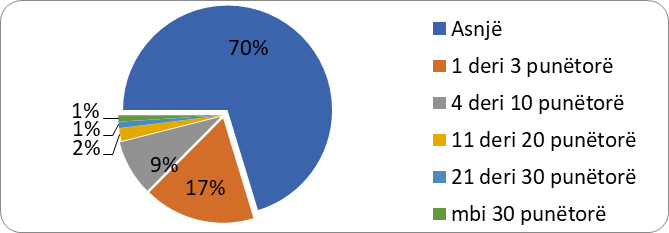 70%
17%
9%
2%
1%
1%
Asnjë
1 deri 3 punëtorë
4 deri 10 punëtorë
11 deri 20 punëtorë
21 deri 30 punëtorë
mbi 30 punëtorë